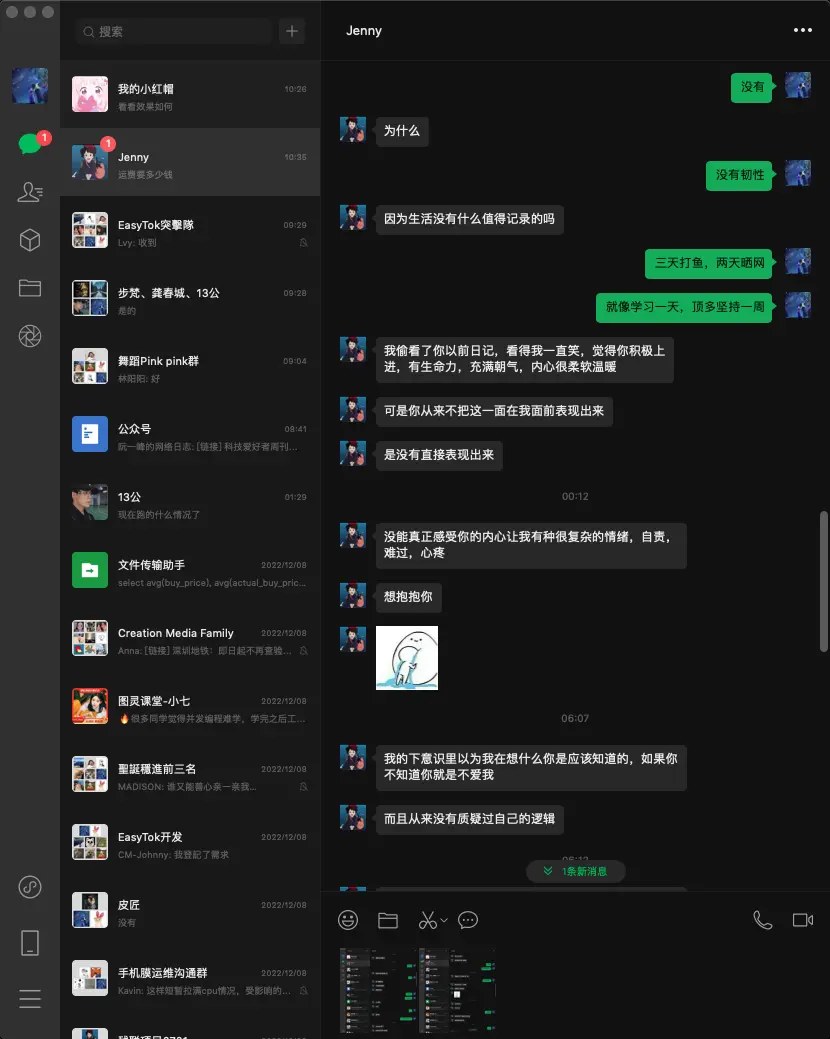 搜索
我的小红帽
10:26
看看效果如何
1
1
Jenny
10:35
运费要多少钱
EasyTok突擊隊
09:29
Lvy: 收到
步梵、龚春城、13公
09:28
是的
舞蹈Pink pink群
09:04
林阳阳: 好
公众号
08:41
阮一峰的网络日志: [链接] 科技爱好者周刊...
13公
01:29
现在跑的什么情况了
文件传输助手
2022/12/08
select avg(buy_price), avg(actual_buy_pric...
Creation Media Family
2022/12/08
Anna: [链接] 深圳地铁：即日起不再查验...
图灵课堂-小七
2022/12/08
🔥很多同学觉得并发编程难学，学完之后工...
聖誕穩進前三名
2022/12/08
MADISON: 谁又能善心亲一亲我...
EasyTok开发
2022/12/08
CM-Johnny: 我登記了需求
皮匠
2022/12/08
没有
手机膜运维沟通群
2022/12/08
Kavin: 这样短暂拉满cpu情况，受影响的...
2022/12/08
Jenny
没有
为什么
没有韧性
因为生活没有什么值得记录的吗
三天打鱼，两天晒网
就像学习一天，顶多坚持一周
我偷看了你以前日记，看得我一直笑，觉得你积极上
进，有生命力，充满朝气，内心很柔软温暖
可是你从来不把这一面在我面前表现出来
是没有直接表现出来
00:12
没能真正感受你的内心让我有种很复杂的情绪，自责，
难过，心疼
想抱抱你
06:07
我的下意识里以为我在想什么你是应该知道的，如果你
不知道你就是不爱我
而且从来没有质疑过自己的逻辑
1条新消息